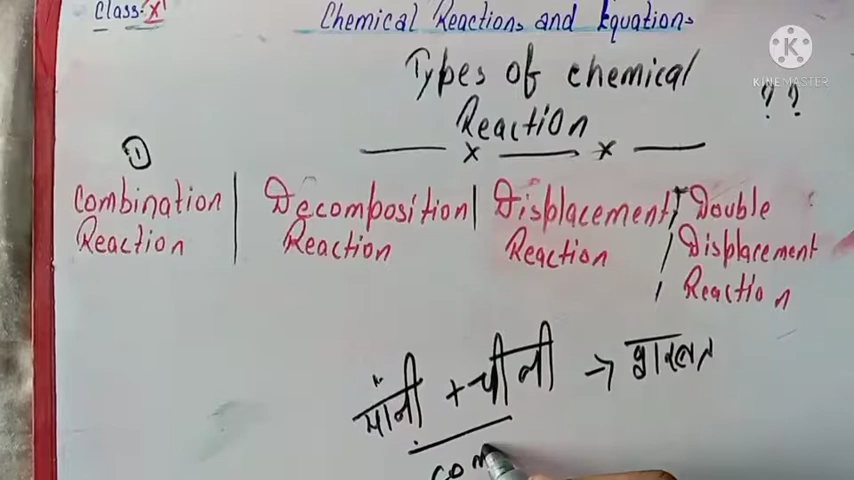 Class:- X
Chemical Reactions and Equations
KINEMASTER
Types of chemical
Reaction
? ?
①
Combination
Reaction
Decomposition
Reaction
Displacement
Reaction
Double
Displacement
Reaction
+ चीनी →
com